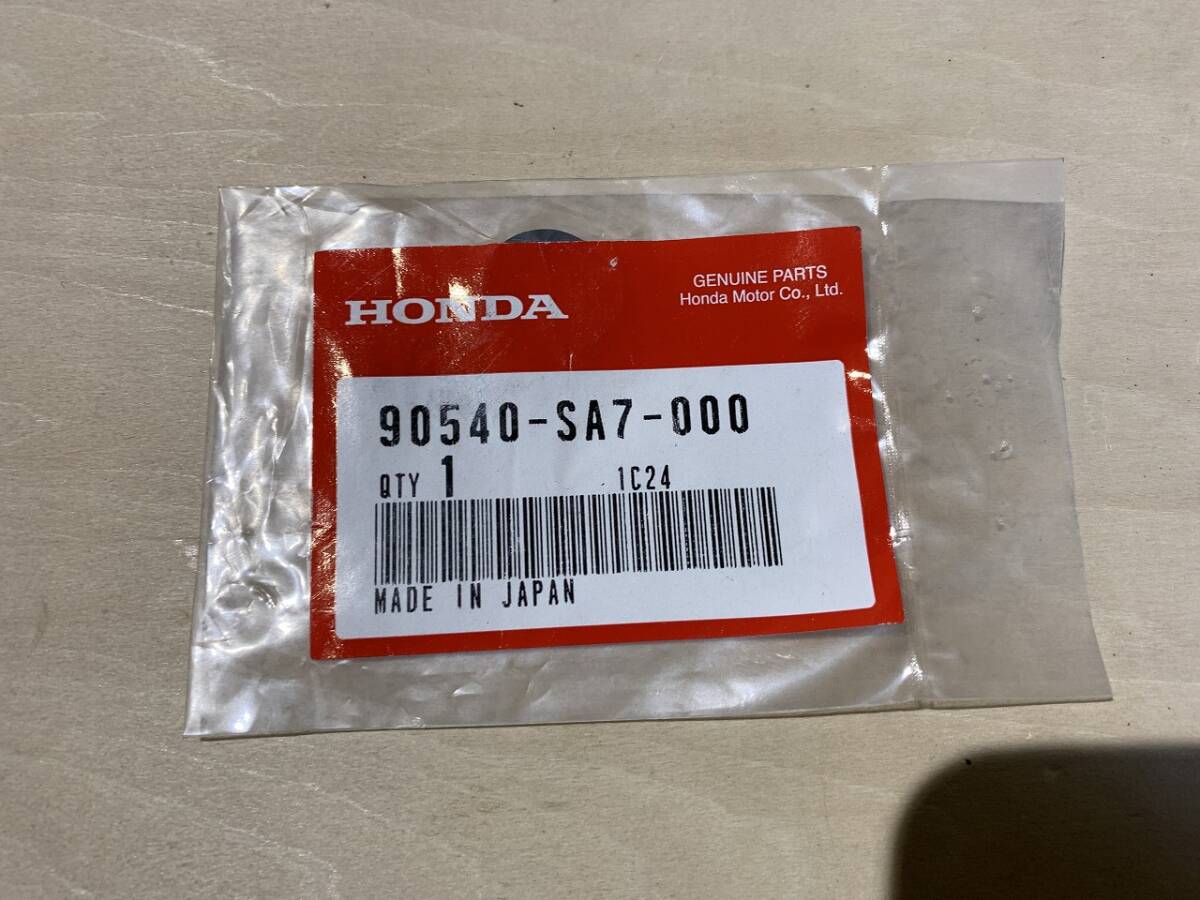 HONDA
GENUINE PARTS
Honda Motor Co., Ltd.
90540-SA7-000
QTY 1 1C24
MADE IN JAPAN